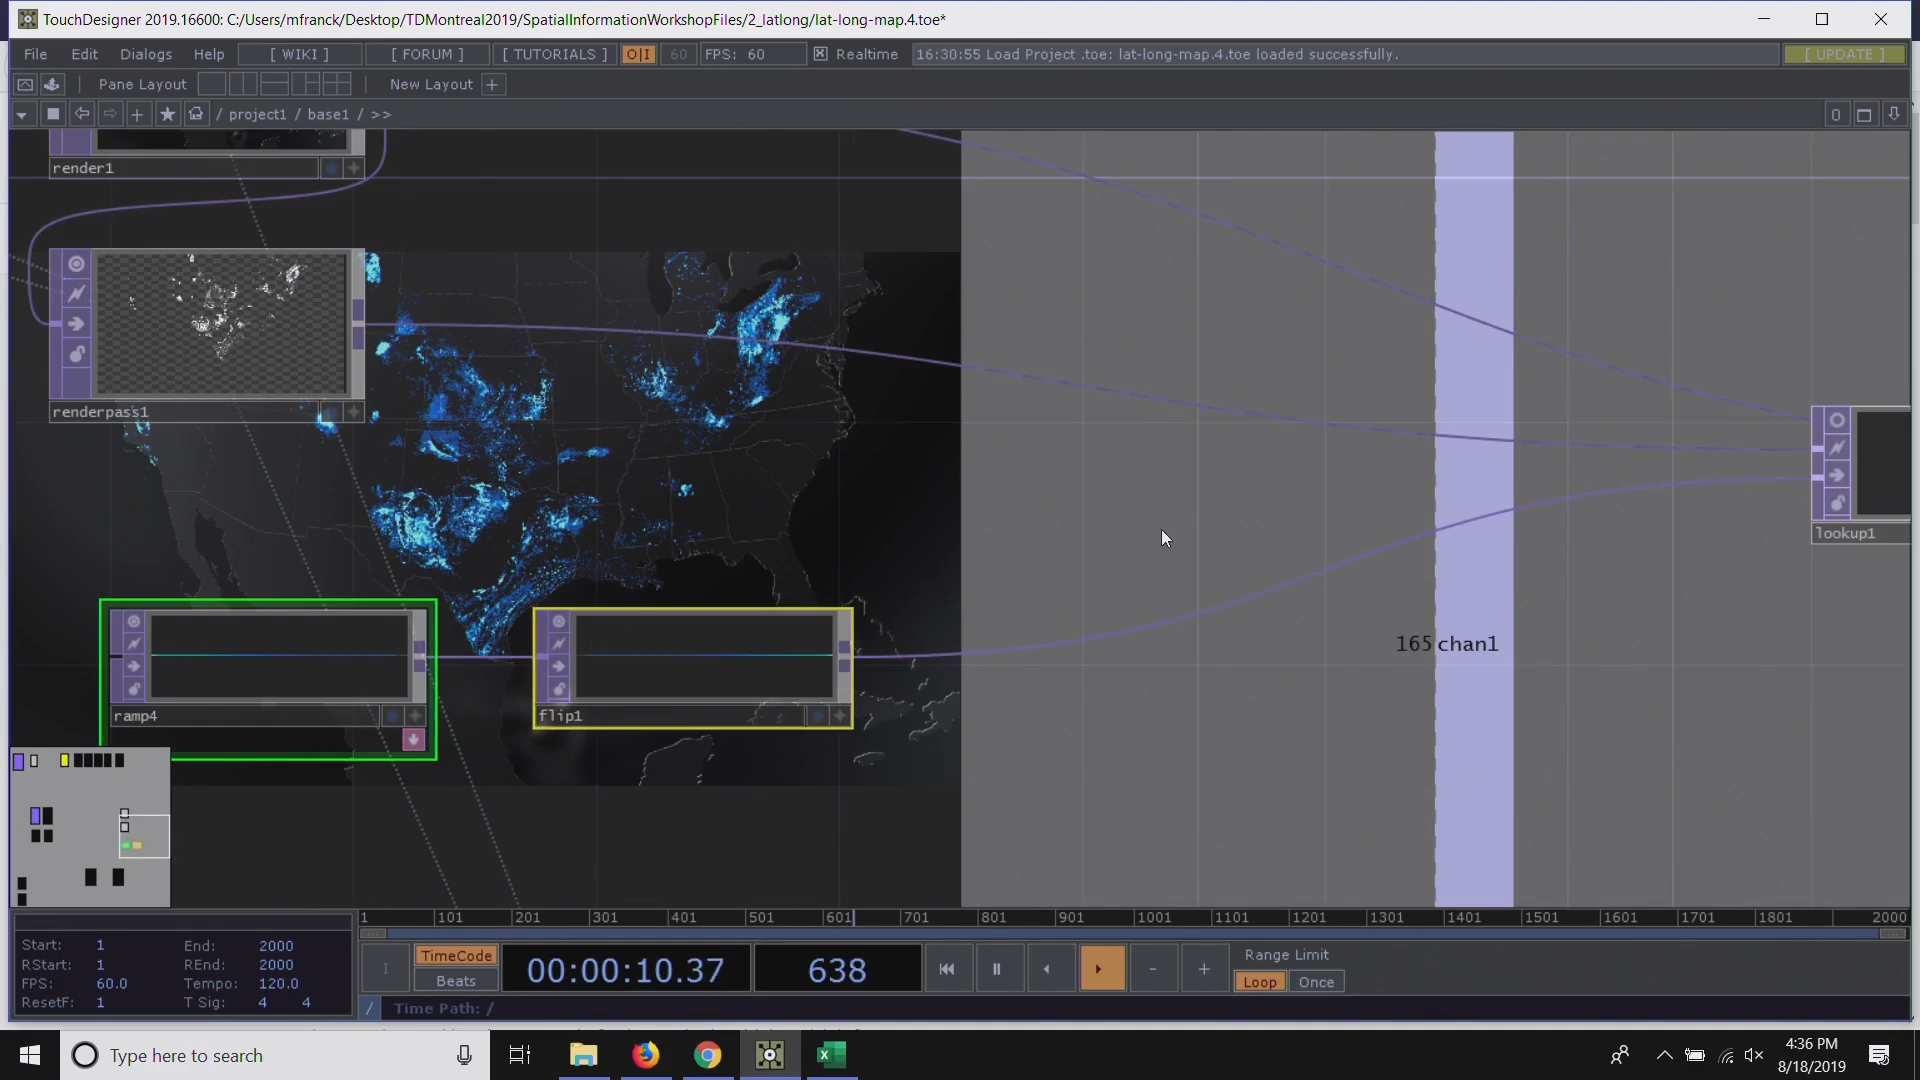 TouchDesigner 2019.16600: C:/Users/mfranck/Desktop/TDMontreal2019/SpatialInformationWorkshopFiles/2_latlong/lat-long-map.4.toe*
File Edit Dialogs Help [ WIKI ] [ FORUM ] [ TUTORIALS ] O|I 60 FPS: 60 Realtime 16:30:55 Load Project .toe: lat-long-map.4.toe loaded successfully. [ UPDATE ]
Pane Layout New Layout +
/ project1 / base1 / >> 0
render1
renderpass1
lookup1
165 chan1
ramp4
flip1
1 101 201 301 401 501 601 701 801 901 1001 1101 1201 1301 1401 1501 1601 1701 1801 2000
Start: 1 End: 2000
RStart: 1 REnd: 2000
FPS: 60.0 Tempo: 120.0
ResetF: 1 T Sig: 4 4
TimeCode
Beats
00:00:10.37
638
Range Limit
Loop Once
/ Time Path: /
Type here to search
4:36 PM
8/18/2019